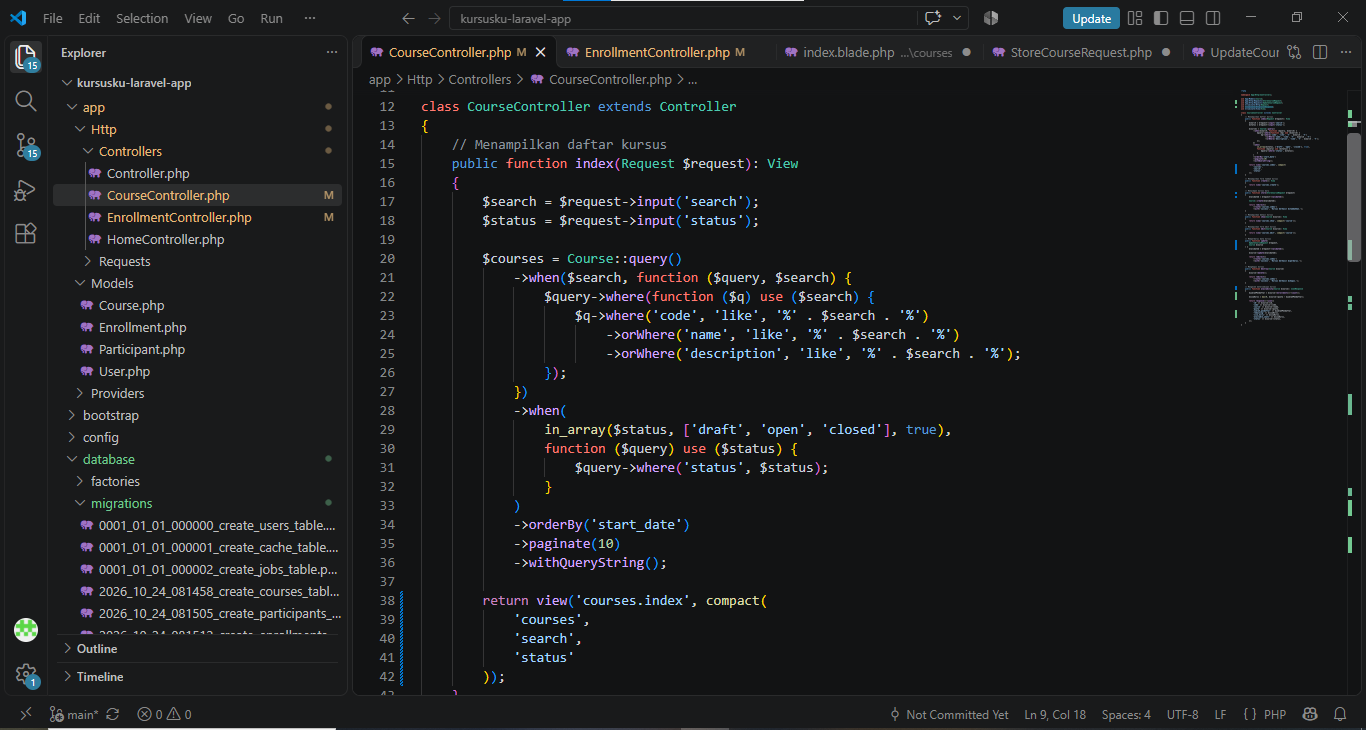 File Edit Selection View Go Run ···
kursusku-laravel-app
Update
CourseController.php M
EnrollmentController.php M
index.blade.php ...\courses
StoreCourseRequest.php
UpdateCour
Explorer
15
15
1
kursusku-laravel-app
app
Http
Controllers
Controller.php
CourseController.php M
EnrollmentController.php M
HomeController.php
Requests
Models
Course.php
Enrollment.php
Participant.php
User.php
Providers
bootstrap
config
database
factories
migrations
0001_01_01_000000_create_users_table....
0001_01_01_000001_create_cache_table....
0001_01_01_000002_create_jobs_table.p...
2026_10_24_081458_create_courses_tabl...
2026_10_24_081505_create_participants_...
Outline
Timeline
app > Http > Controllers > CourseController.php > ...
12 class CourseController extends Controller
13 {
14 // Menampilkan daftar kursus
15 public function index(Request $request): View
16 {
17 $search = $request->input('search');
18 $status = $request->input('status');
19
20 $courses = Course::query()
21 ->when($search, function ($query, $search) {
22 $query->where(function ($q) use ($search) {
23 $q->where('code', 'like', '%' . $search . '%')
24 ->orWhere('name', 'like', '%' . $search . '%')
25 ->orWhere('description', 'like', '%' . $search . '%');
26 });
27 })
28 ->when(
29 in_array($status, ['draft', 'open', 'closed'], true),
30 function ($query) use ($status) {
31 $query->where('status', $status);
32 }
33 )
34 ->orderBy('start_date')
35 ->paginate(10)
36 ->withQueryString();
37
38 return view('courses.index', compact(
39 'courses',
40 'search',
41 'status'
42 ));
main* 0 0 Not Committed Yet Ln 9, Col 18 Spaces: 4 UTF-8 LF { } PHP